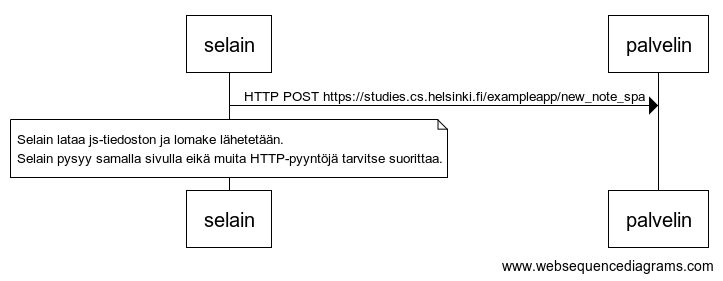 selain
palvelin
HTTP POST https://studies.cs.helsinki.fi/exampleapp/new_note_spa
Selain lataa js-tiedoston ja lomake lähetetään.
Selain pysyy samalla sivulla eikä muita HTTP-pyyntöjä tarvitse suorittaa.
selain
palvelin
www.websequencediagrams.com